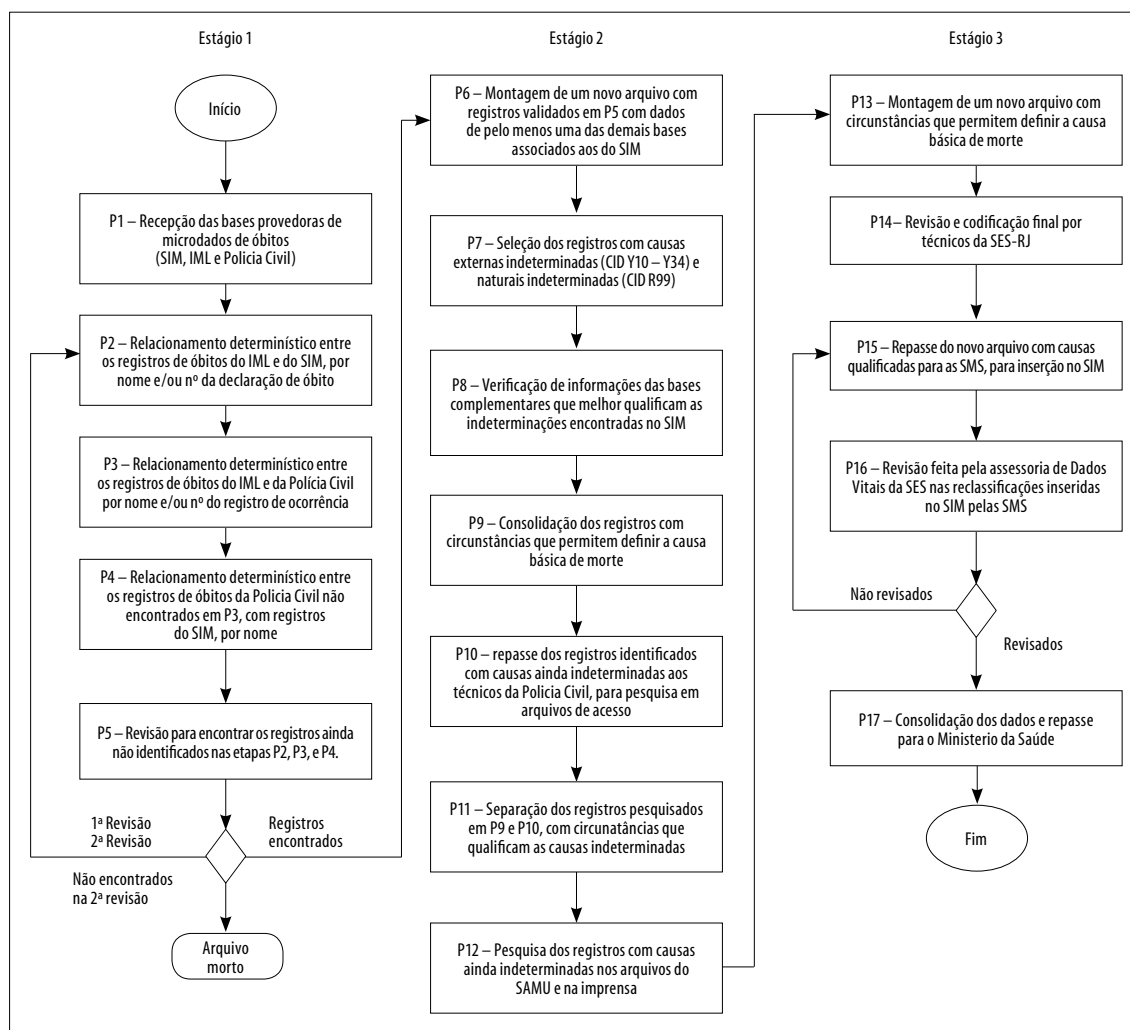 Estágio 1
Início
P1 – Recepção das bases provedoras de
microdados de óbitos
(SIM, IML e Policia Civil)
P2 – Relacionamento determinístico entre
os registros de óbitos do IML e do SIM, por
nome e/ou nº da declaração de óbito
P3 – Relacionamento determinístico entre
os registros de óbitos do IML e da Polícia Civil
por nome e/ou nº do registro de ocorrência
P4 – Relacionamento determinístico entre
os registros de óbitos da Policia Civil não
encontrados em P3, com registros
do SIM, por nome
P5 – Revisão para encontrar os registros ainda
não identificados nas etapas P2, P3, e P4.
1ª Revisão
2ª Revisão
Registros
encontrados
Não encontrados
na 2ª revisão
Arquivo
morto
Estágio 2
P6 – Montagem de um novo arquivo com
registros validados em P5 com dados
de pelo menos uma das demais bases
associados aos do SIM
P7 – Seleção dos registros com causas
externas indeterminadas (CID Y10 – Y34) e
naturais indeterminadas (CID R99)
P8 – Verificação de informações das bases
complementares que melhor qualificam as
indeterminações encontradas no SIM
P9 – Consolidação dos registros com
circunstâncias que permitem definir a causa
básica de morte
P10 – repasse dos registros identificados
com causas ainda indeterminadas aos
técnicos da Policia Civil, para pesquisa em
arquivos de acesso
P11 – Separação dos registros pesquisados
em P9 e P10, com circunatâncias que
qualificam as causas indeterminadas
P12 – Pesquisa dos registros com causas
ainda indeterminadas nos arquivos do
SAMU e na imprensa
Estágio 3
P13 – Montagem de um novo arquivo com
circunstâncias que permitem definir a causa
básica de morte
P14 – Revisão e codificação final por
técnicos da SES-RJ
P15 – Repasse do novo arquivo com causas
qualificadas para as SMS, para inserção no SIM
P16 – Revisão feita pela assessoria de Dados
Vitais da SES nas reclassificações inseridas
no SIM pelas SMS
Não revisados
Revisados
P17 – Consolidação dos dados e repasse
para o Ministerio da Saúde
Fim